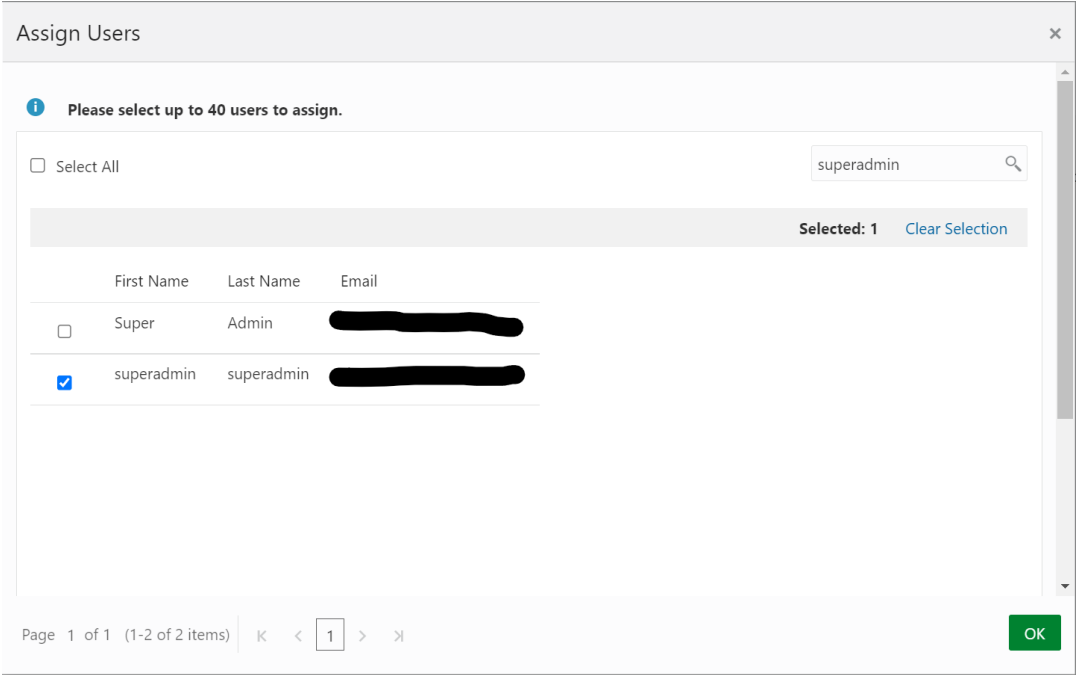 Assign Users
Please select up to 40 users to assign.
Select All superadmin
Selected: 1 Clear Selection
First Name Last Name Email
Super Admin
superadmin superadmin
Page 1 of 1 (1-2 of 2 items) 1 OK